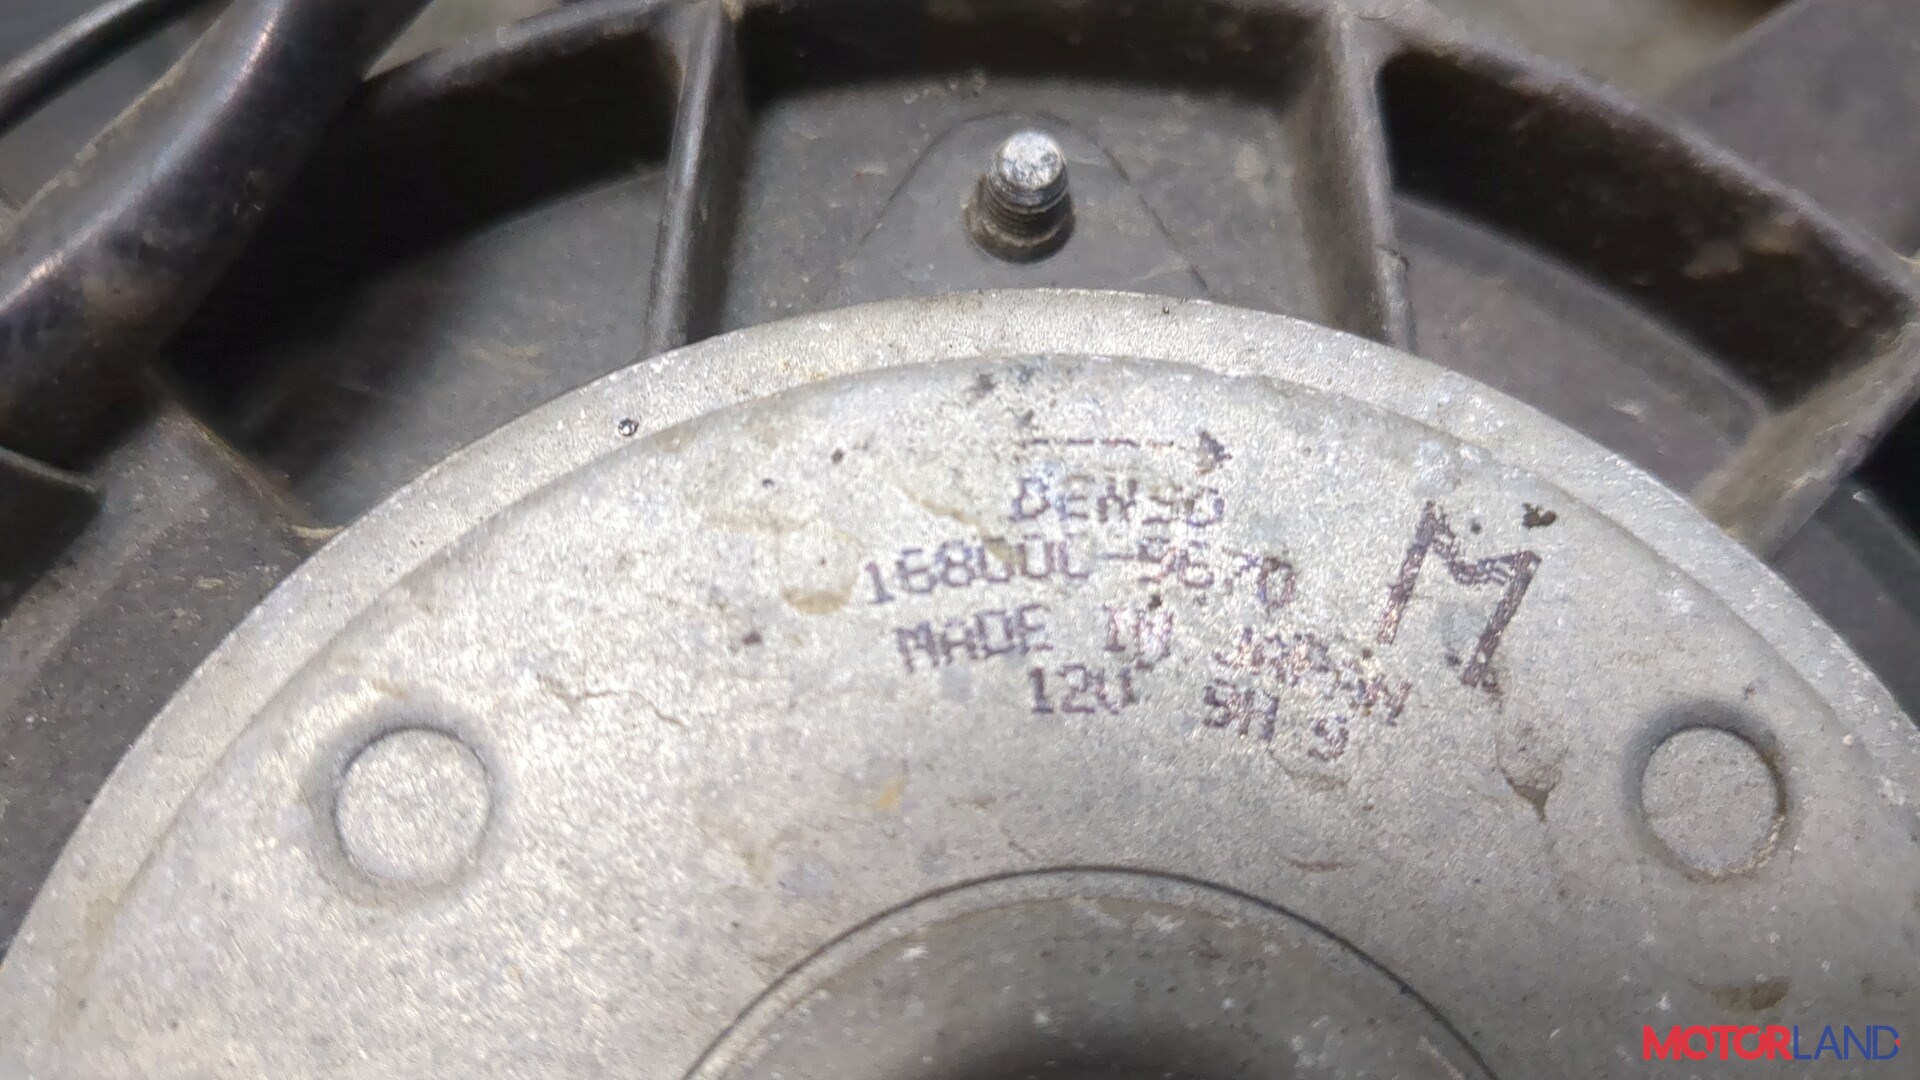 DENSO
168000-9670
M
MADE IN JAPAN
12V
MOTORLAND